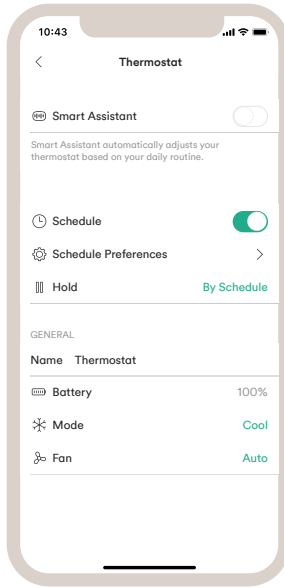 10:43
Thermostat
Smart Assistant
Smart Assistant automatically adjusts your
thermostat based on your daily routine.
Schedule
Schedule Preferences
Hold By Schedule
GENERAL
Name Thermostat
Battery 100%
Mode Cool
Fan Auto